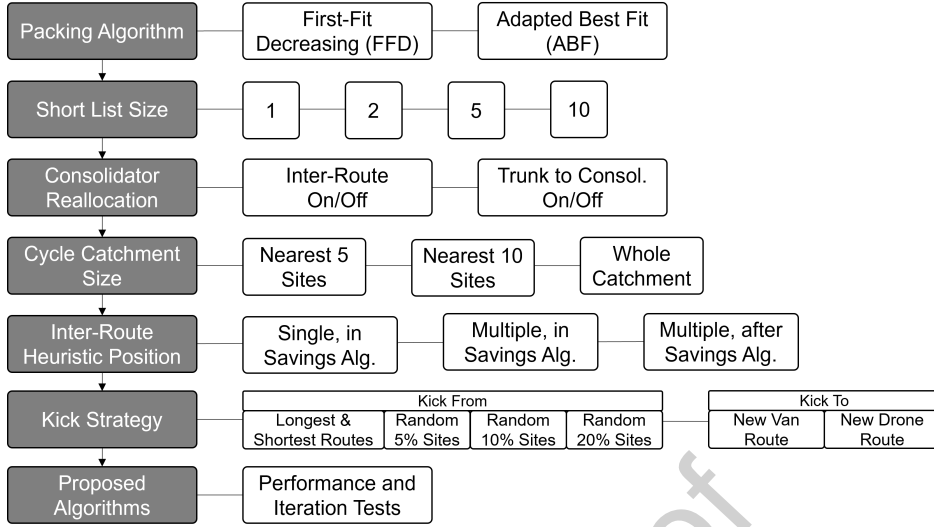 Packing Algorithm
First-Fit
Decreasing (FFD)
Adapted Best Fit
(ABF)
Short List Size
1
2
5
10
Consolidator
Reallocation
Inter-Route
On/Off
Trunk to Consol.
On/Off
Cycle Catchment
Size
Nearest 5
Sites
Nearest 10
Sites
Whole
Catchment
Inter-Route
Heuristic Position
Single, in
Savings Alg.
Multiple, in
Savings Alg.
Multiple, after
Savings Alg.
Kick Strategy
Kick From
Longest &
Shortest Routes
Random
5% Sites
Random
10% Sites
Random
20% Sites
Kick To
New Van
Route
New Drone
Route
Proposed
Algorithms
Performance and
Iteration Tests
of